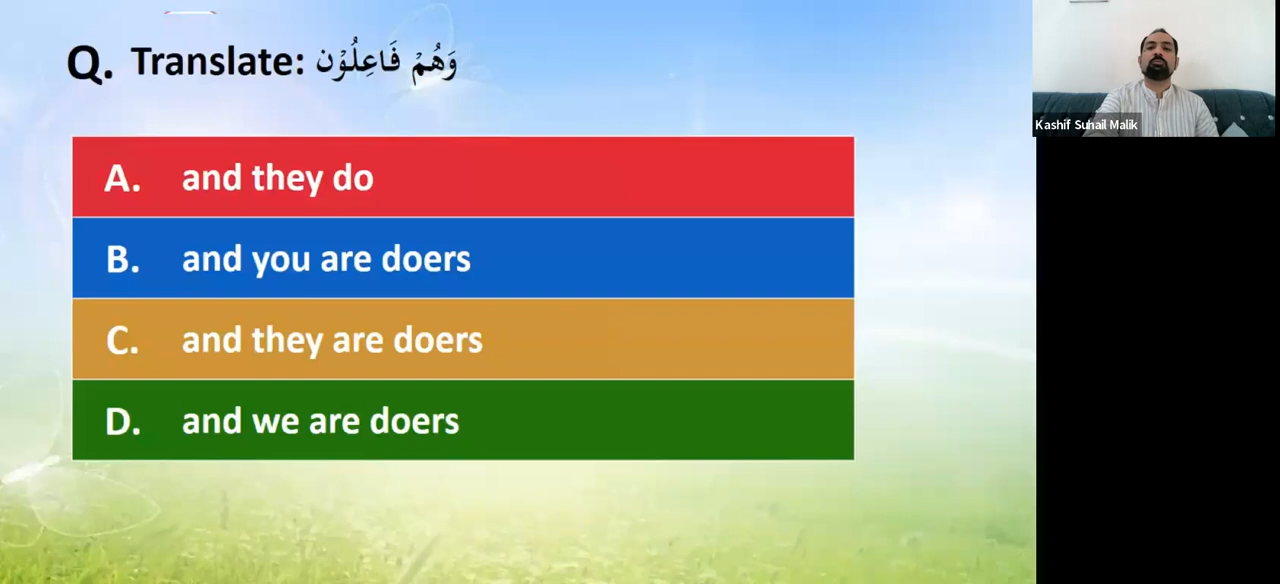 Q. Translate: وَهُمْ فَاعِلُوْن
A. and they do
B. and you are doers
C. and they are doers
D. and we are doers
Kashif Suhail Malik